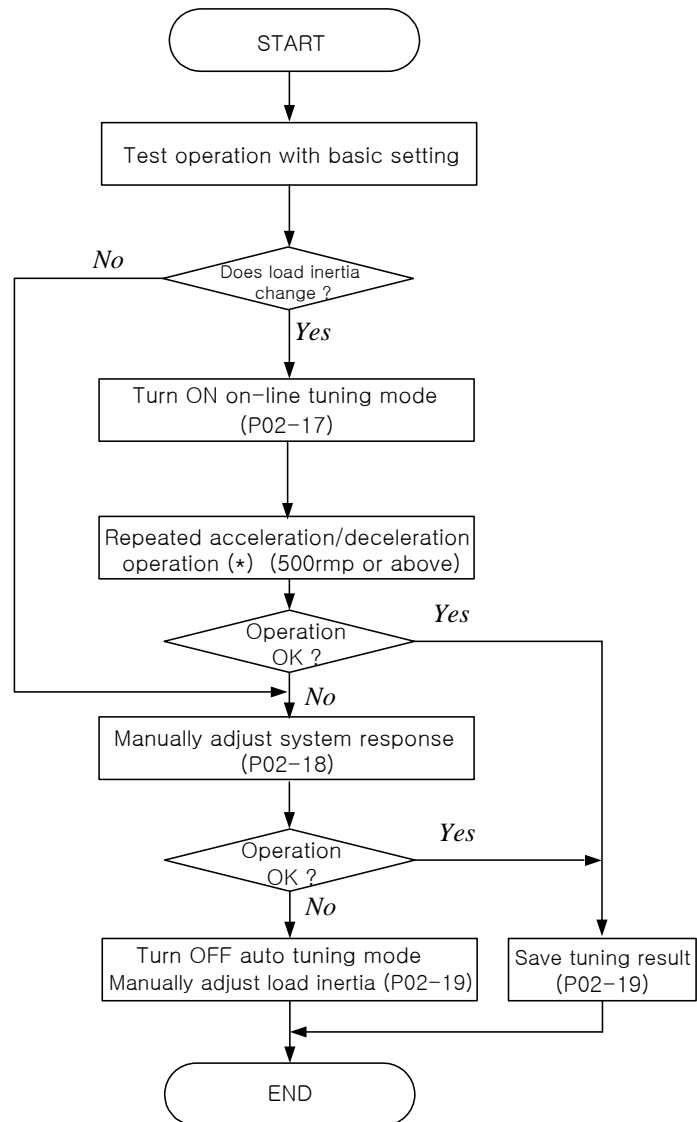 START
Test operation with basic setting
No
Does load inertia
change ?
Yes
Turn ON on-line tuning mode
(P02-17)
Repeated acceleration/deceleration
operation (*) (500rmp or above)
Operation
OK ?
Yes
No
Manually adjust system response
(P02-18)
Operation
OK ?
Yes
No
Turn OFF auto tuning mode
Manually adjust load inertia (P02-19)
Save tuning result
(P02-19)
END